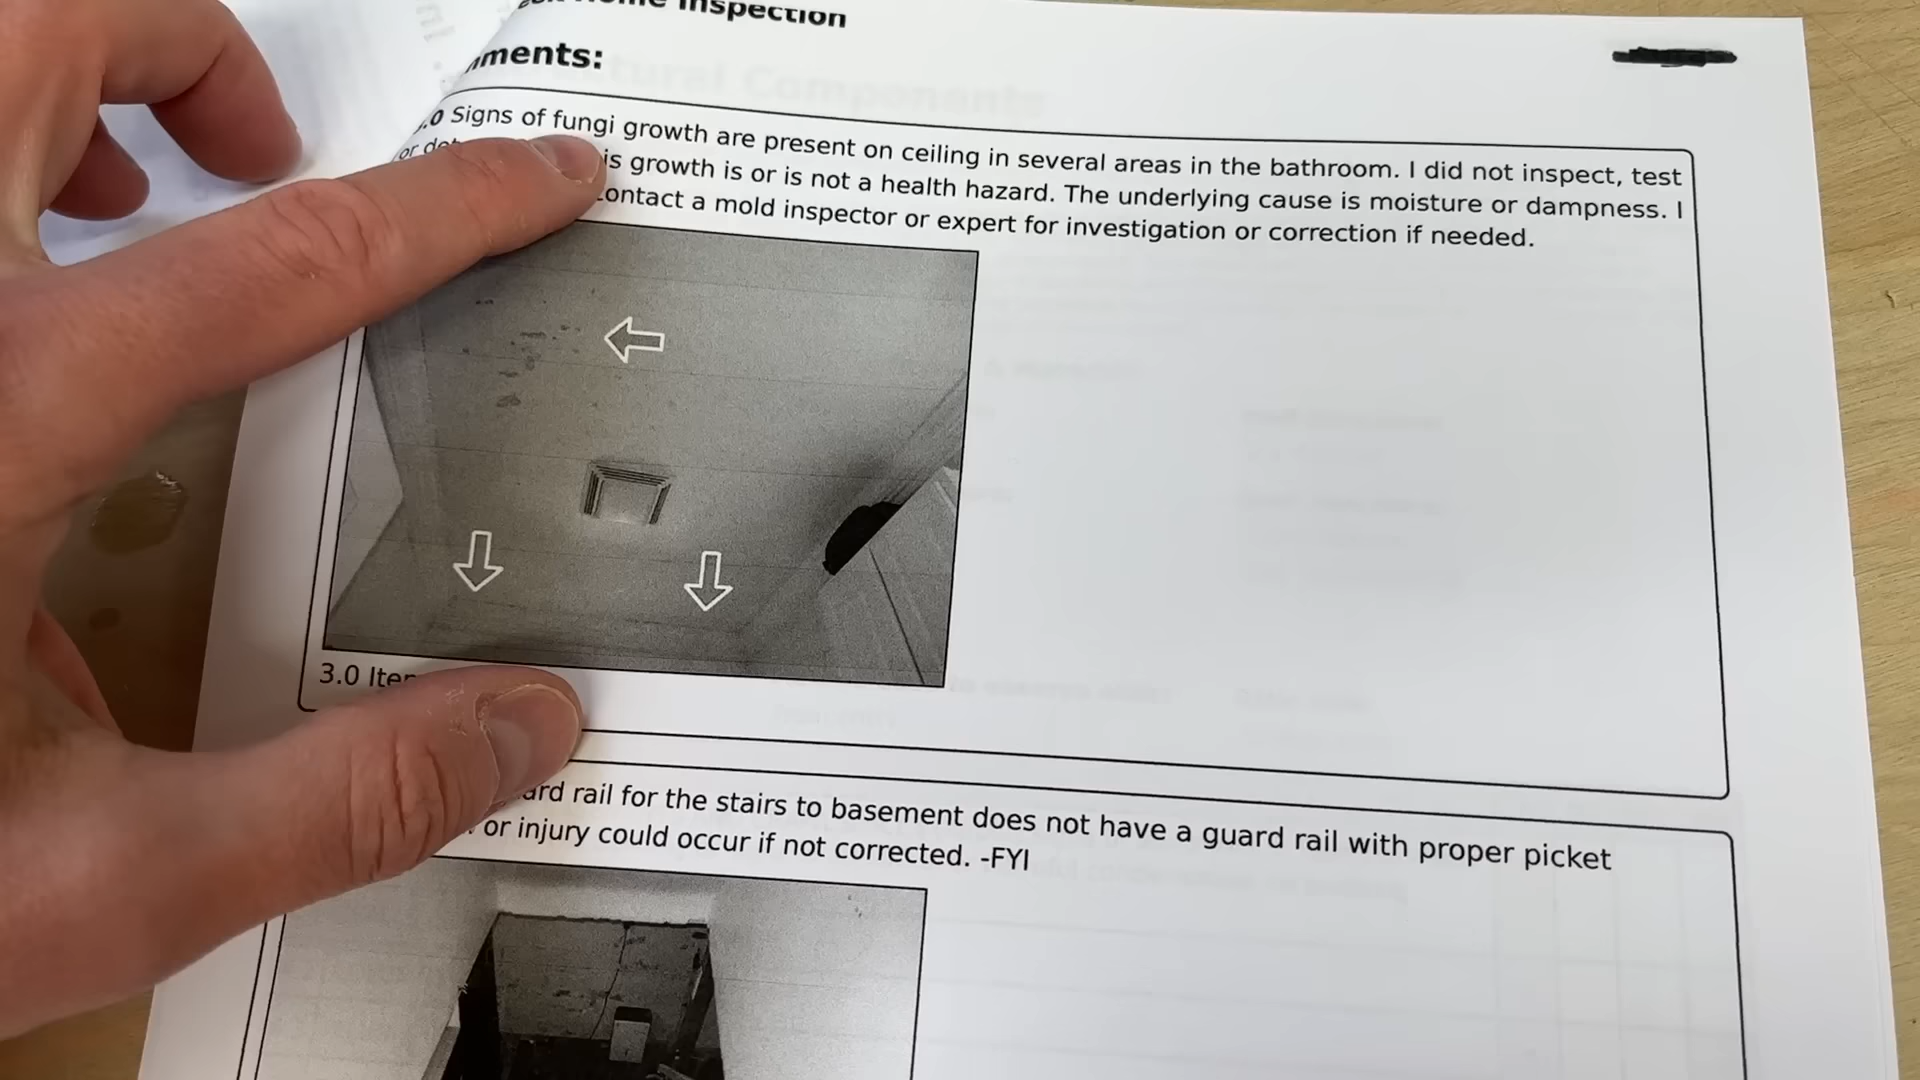 Inspection
ments:
.0 Signs of fungi growth are present on ceiling in several areas in the bathroom. I did not inspect, test
or growth is or is not a health hazard. The underlying cause is moisture or dampness. I
contact a mold inspector or expert for investigation or correction if needed.
3.0
rail for the stairs to basement does not have a guard rail with proper picket
or injury could occur if not corrected. -FYI